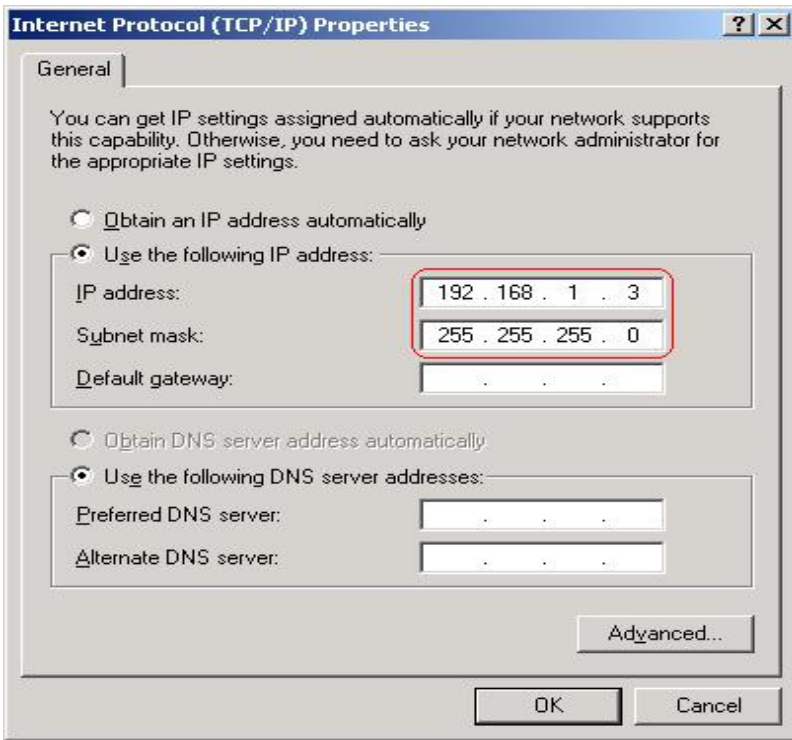 Internet Protocol (TCP/IP) Properties
General
You can get IP settings assigned automatically if your network supports
this capability. Otherwise, you need to ask your network administrator for
the appropriate IP settings.
Obtain an IP address automatically
Use the following IP address:
IP address: 192 . 168 . 1 . 3
Subnet mask: 255 . 255 . 255 . 0
Default gateway: . . .
Obtain DNS server address automatically
Use the following DNS server addresses:
Preferred DNS server: . . .
Alternate DNS server: . . .
Advanced...
OK Cancel